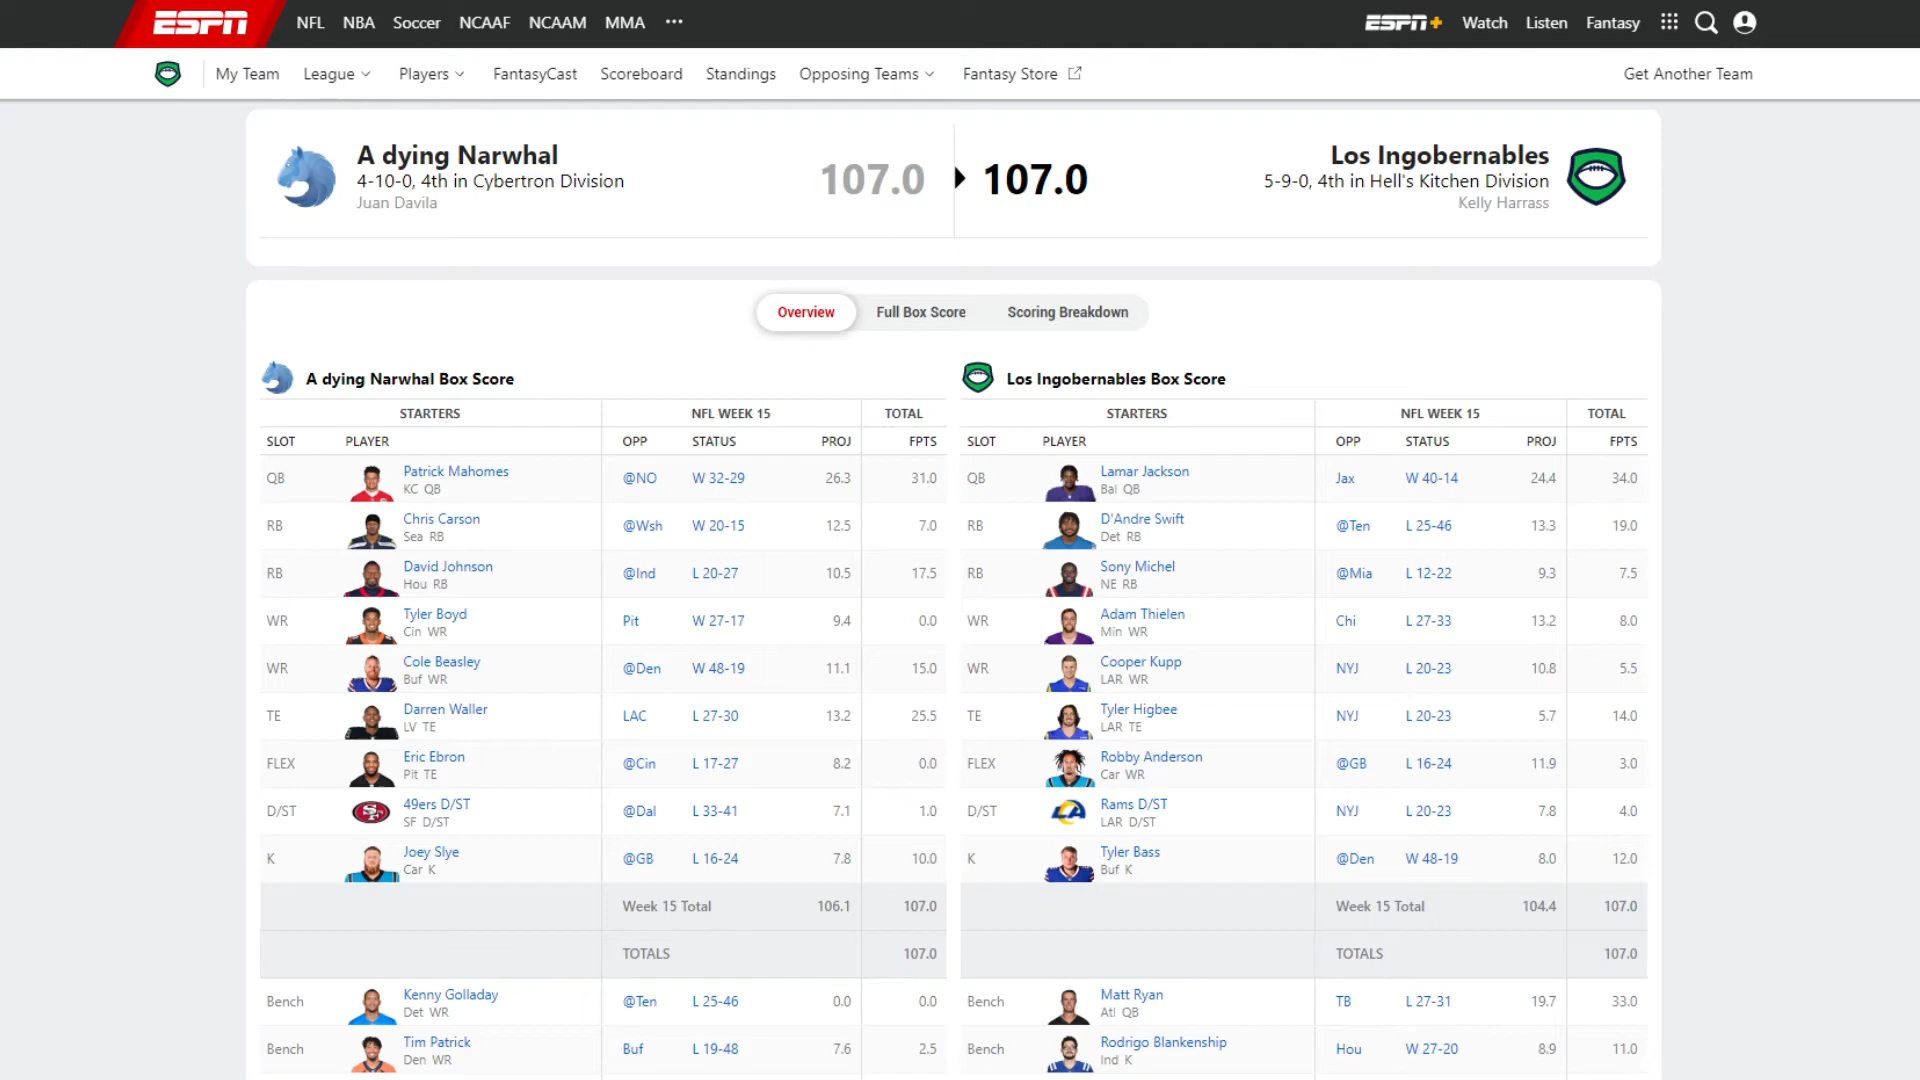 ESPN NFL NBA Soccer NCAAF NCAAM MMA ••• ESPN+ Watch Listen Fantasy
My Team League Players FantasyCast Scoreboard Standings Opposing Teams Fantasy Store Get Another Team
A dying Narwhal
4-10-0, 4th in Cybertron Division
Juan Davila
107.0
107.0
Los Ingobernables
5-9-0, 4th in Hell's Kitchen Division
Kelly Harrass
Overview Full Box Score Scoring Breakdown
A dying Narwhal Box Score
STARTERS NFL WEEK 15 TOTAL
SLOT PLAYER OPP STATUS PROJ FPTS
QB Patrick Mahomes @NO W 32-29 26.3 31.0
KC QB
RB Chris Carson @Wsh W 20-15 12.5 7.0
Sea RB
RB David Johnson @Ind L 20-27 10.5 17.5
Hou RB
WR Tyler Boyd Pit W 27-17 9.4 0.0
Cin WR
WR Cole Beasley @Den W 48-19 11.1 15.0
Buf WR
TE Darren Waller LAC L 27-30 13.2 25.5
LV TE
FLEX Eric Ebron @Cin L 17-27 8.2 0.0
Pit TE
D/ST 49ers D/ST @Dal L 33-41 7.1 1.0
SF D/ST
K Joey Slye @GB L 16-24 7.8 10.0
Car K
Week 15 Total 106.1 107.0
TOTALS 107.0
Bench Kenny Golladay @Ten L 25-46 0.0 0.0
Det WR
Bench Tim Patrick Buf L 19-48 7.6 2.5
Den WR
Los Ingobernables Box Score
STARTERS NFL WEEK 15 TOTAL
SLOT PLAYER OPP STATUS PROJ FPTS
QB Lamar Jackson Jax W 40-14 24.4 34.0
Bal QB
RB D'Andre Swift @Ten L 25-46 13.3 19.0
Det RB
RB Sony Michel @Mia L 12-22 9.3 7.5
NE RB
WR Adam Thielen Chi L 27-33 13.2 8.0
Min WR
WR Cooper Kupp NYJ L 20-23 10.8 5.5
LAR WR
TE Tyler Higbee NYJ L 20-23 5.7 14.0
LAR TE
FLEX Robby Anderson @GB L 16-24 11.9 3.0
Car WR
D/ST Rams D/ST NYJ L 20-23 7.8 4.0
LAR D/ST
K Tyler Bass @Den W 48-19 8.0 12.0
Buf K
Week 15 Total 104.4 107.0
TOTALS 107.0
Bench Matt Ryan TB L 27-31 19.7 33.0
Atl QB
Bench Rodrigo Blankenship Hou W 27-20 8.9 11.0
Ind K